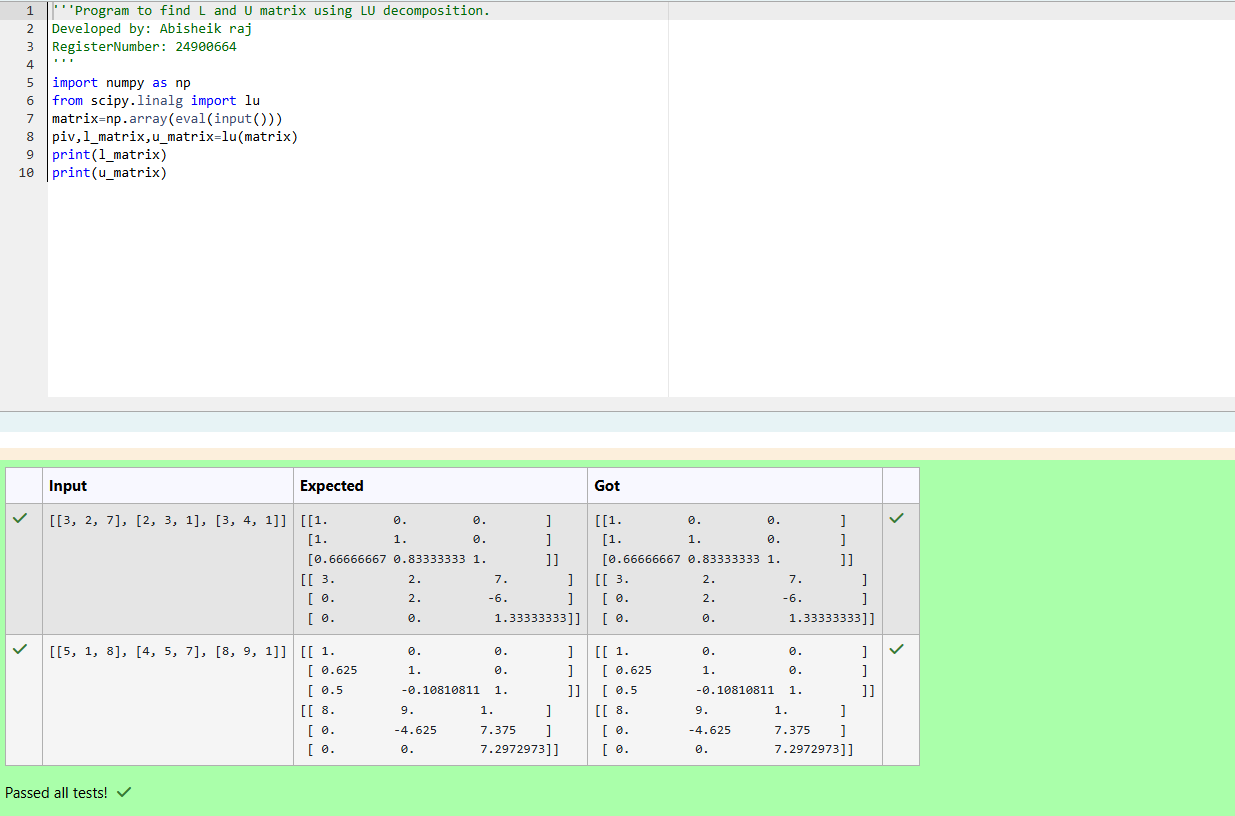 1 '''Program to find L and U matrix using LU decomposition.
2 Developed by: Abisheik raj
3 RegisterNumber: 24900664
4 '''
5 import numpy as np
6 from scipy.linalg import lu
7 matrix=np.array(eval(input()))
8 piv,l_matrix,u_matrix=lu(matrix)
9 print(l_matrix)
10 print(u_matrix)
Input Expected Got
[[3, 2, 7], [2, 3, 1], [3, 4, 1]] [[1. 0. 0. ] [[1. 0. 0. ]
[1. 1. 0. ] [1. 1. 0. ]
[0.66666667 0.83333333 1. ]] [0.66666667 0.83333333 1. ]]
[[ 3. 2. 7. ] [[ 3. 2. 7. ]
[ 0. 2. -6. ] [ 0. 2. -6. ]
[ 0. 0. 1.33333333]] [ 0. 0. 1.33333333]]
[[5, 1, 8], [4, 5, 7], [8, 9, 1]] [[ 1. 0. 0. ] [[ 1. 0. 0. ]
[ 0.625 1. 0. ] [ 0.625 1. 0. ]
[ 0.5 -0.10810811 1. ]] [ 0.5 -0.10810811 1. ]]
[[ 8. 9. 1. ] [[ 8. 9. 1. ]
[ 0. -4.625 7.375 ] [ 0. -4.625 7.375 ]
[ 0. 0. 7.2972973]] [ 0. 0. 7.2972973]]
Passed all tests!